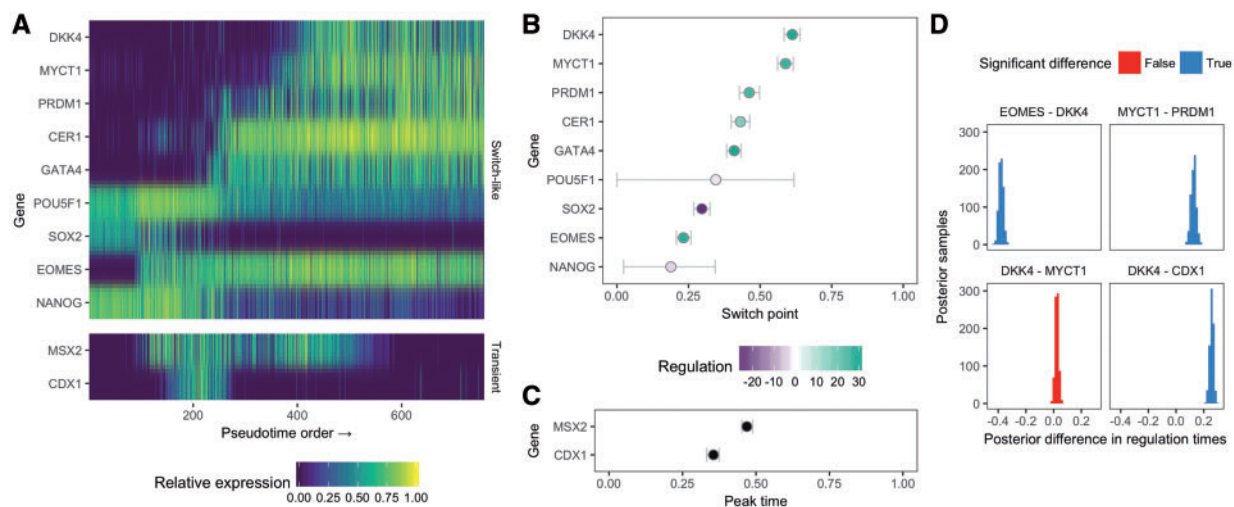 A
DKK4
MYCT1
PRDM1
CER1
GATA4
POU5F1
SOX2
EOMES
NANOG
Gene
Switch-like
MSX2
CDX1
Transient
200 400 600
Pseudotime order →
Relative expression
0.00 0.25 0.50 0.75 1.00
B
DKK4
MYCT1
PRDM1
CER1
GATA4
POU5F1
SOX2
EOMES
NANOG
Gene
0.00 0.25 0.50 0.75 1.00
Switch point
Regulation
-20 -10 0 10 20 30
C
MSX2
CDX1
Gene
0.00 0.25 0.50 0.75 1.00
Peak time
D
Significant difference False True
EOMES - DKK4 MYCT1 - PRDM1
300
200
100
0
DKK4 - MYCT1 DKK4 - CDX1
300
200
100
0
Posterior samples
-0.4 -0.2 0.0 0.2 -0.4 -0.2 0.0 0.2
Posterior difference in regulation times